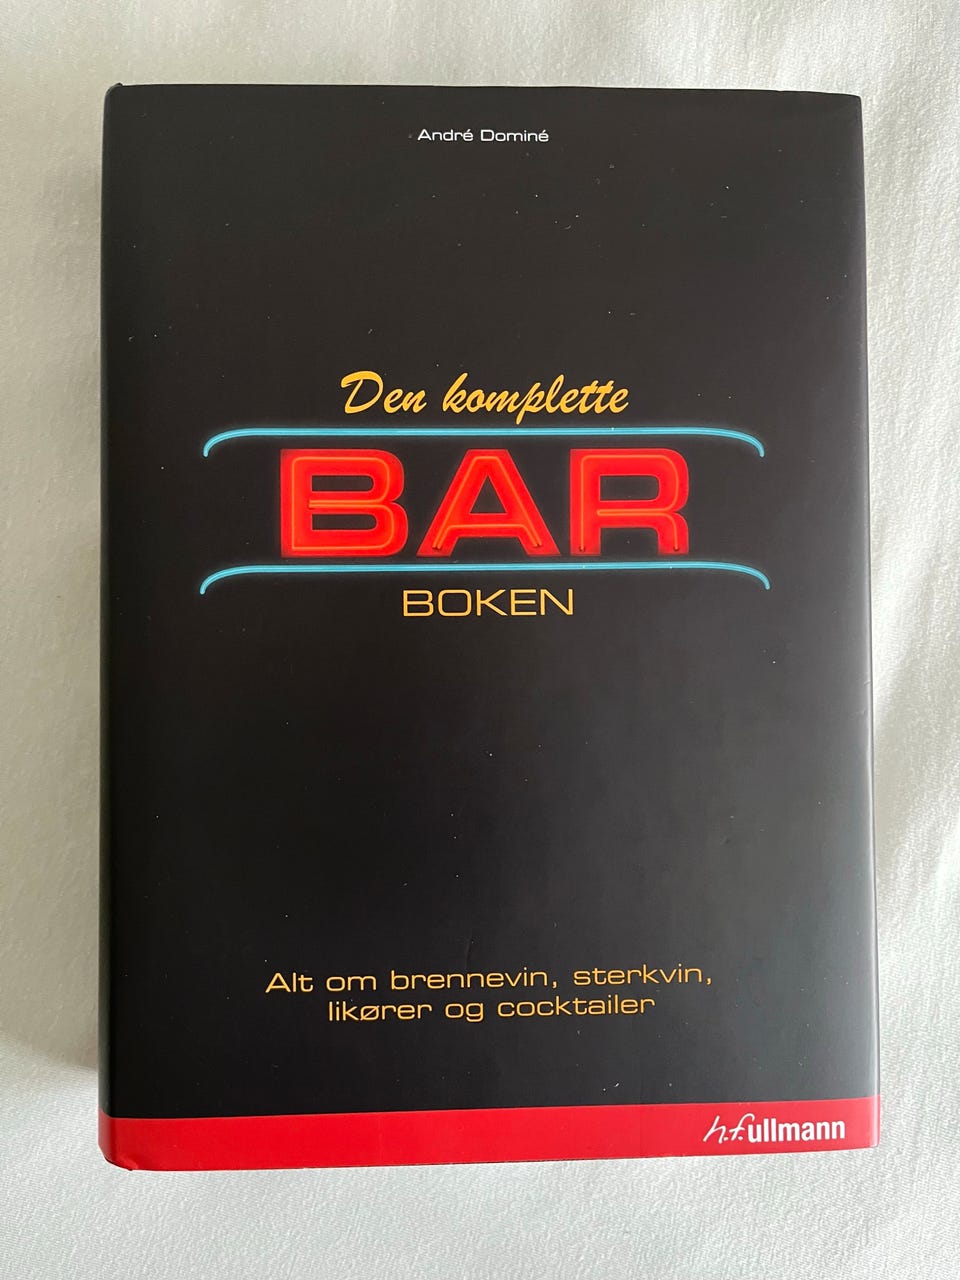 André Dominé
Den komplette
BAR
BOKEN
Alt om brennevin, sterkvin,
likører og cocktailer
h.f.ullmann